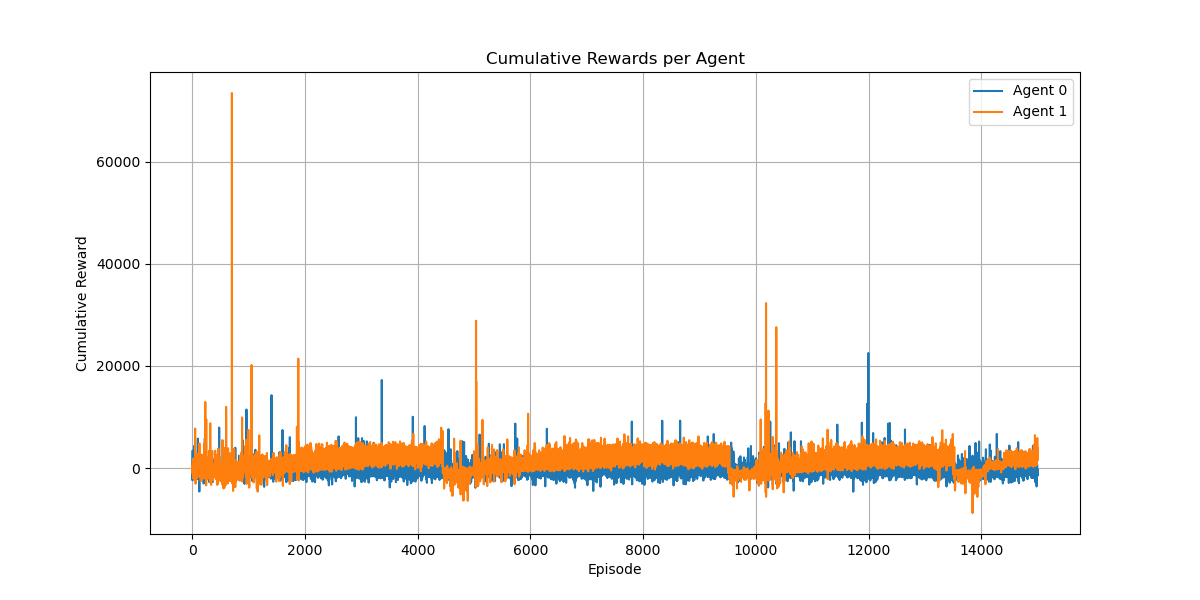 Cumulative Rewards per Agent
Agent 0
Agent 1
60000
40000
20000
0
Cumulative Reward
0 2000 4000 6000 8000 10000 12000 14000
Episode